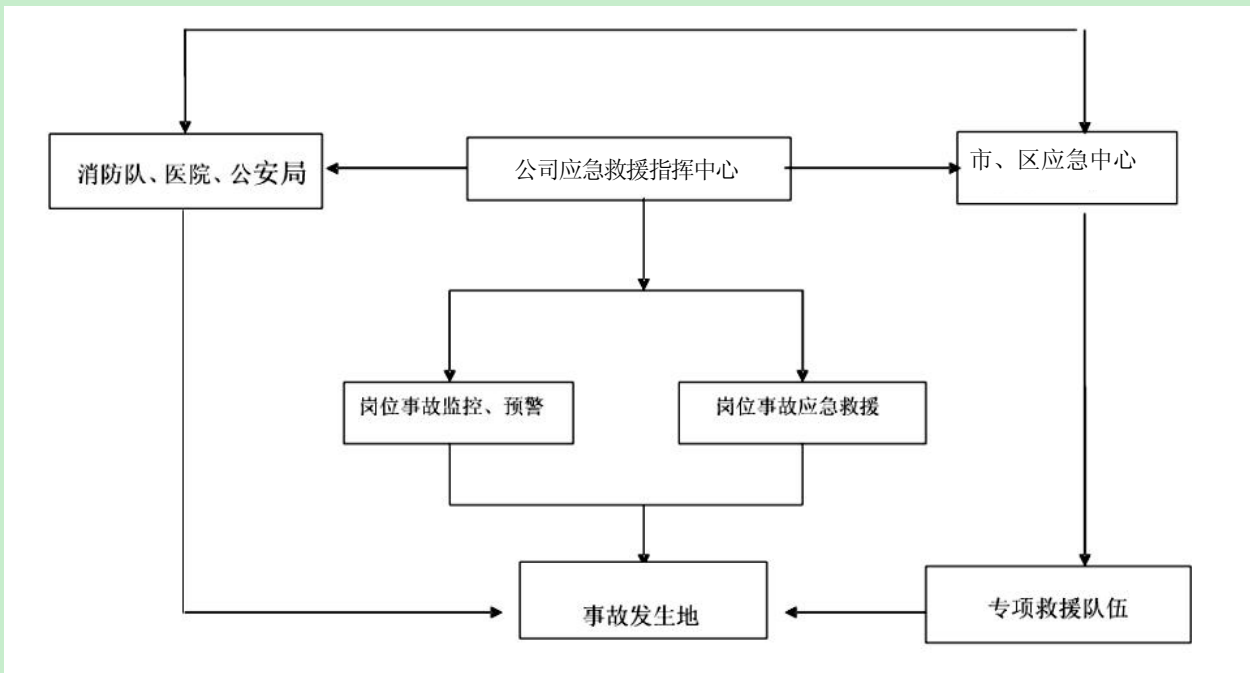 消防队、医院、公安局
公司应急救援指挥中心
市、区应急中心
岗位事故监控、预警
岗位事故应急救援
事故发生地
专项救援队伍